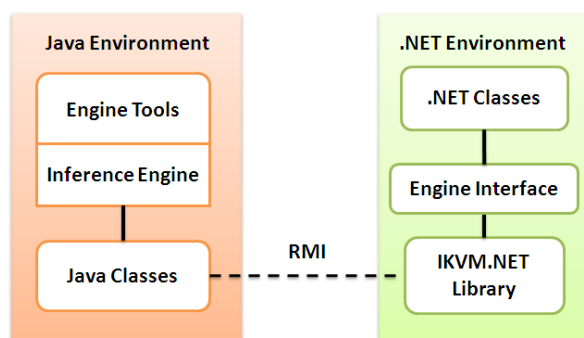 Java Environment
Engine Tools
Inference Engine
Java Classes
RMI
.NET Environment
.NET Classes
Engine Interface
IKVM.NET
Library